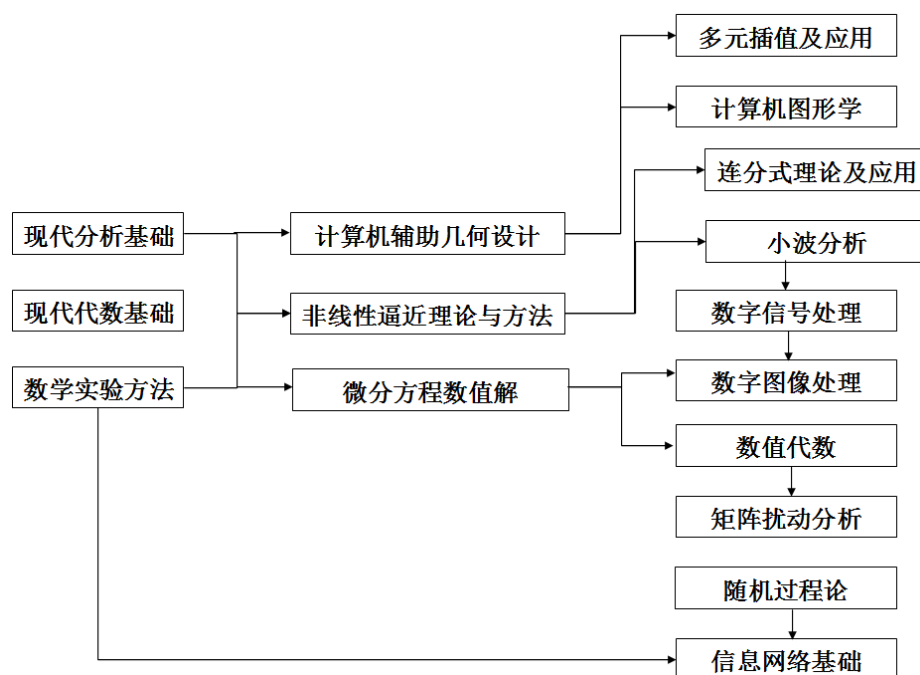 多元插值及应用
计算机图形学
连分式理论及应用
现代分析基础
计算机辅助几何设计
小波分析
现代代数基础
非线性逼近理论与方法
数字信号处理
数学实验方法
微分方程数值解
数字图像处理
数值代数
矩阵扰动分析
随机过程论
信息网络基础